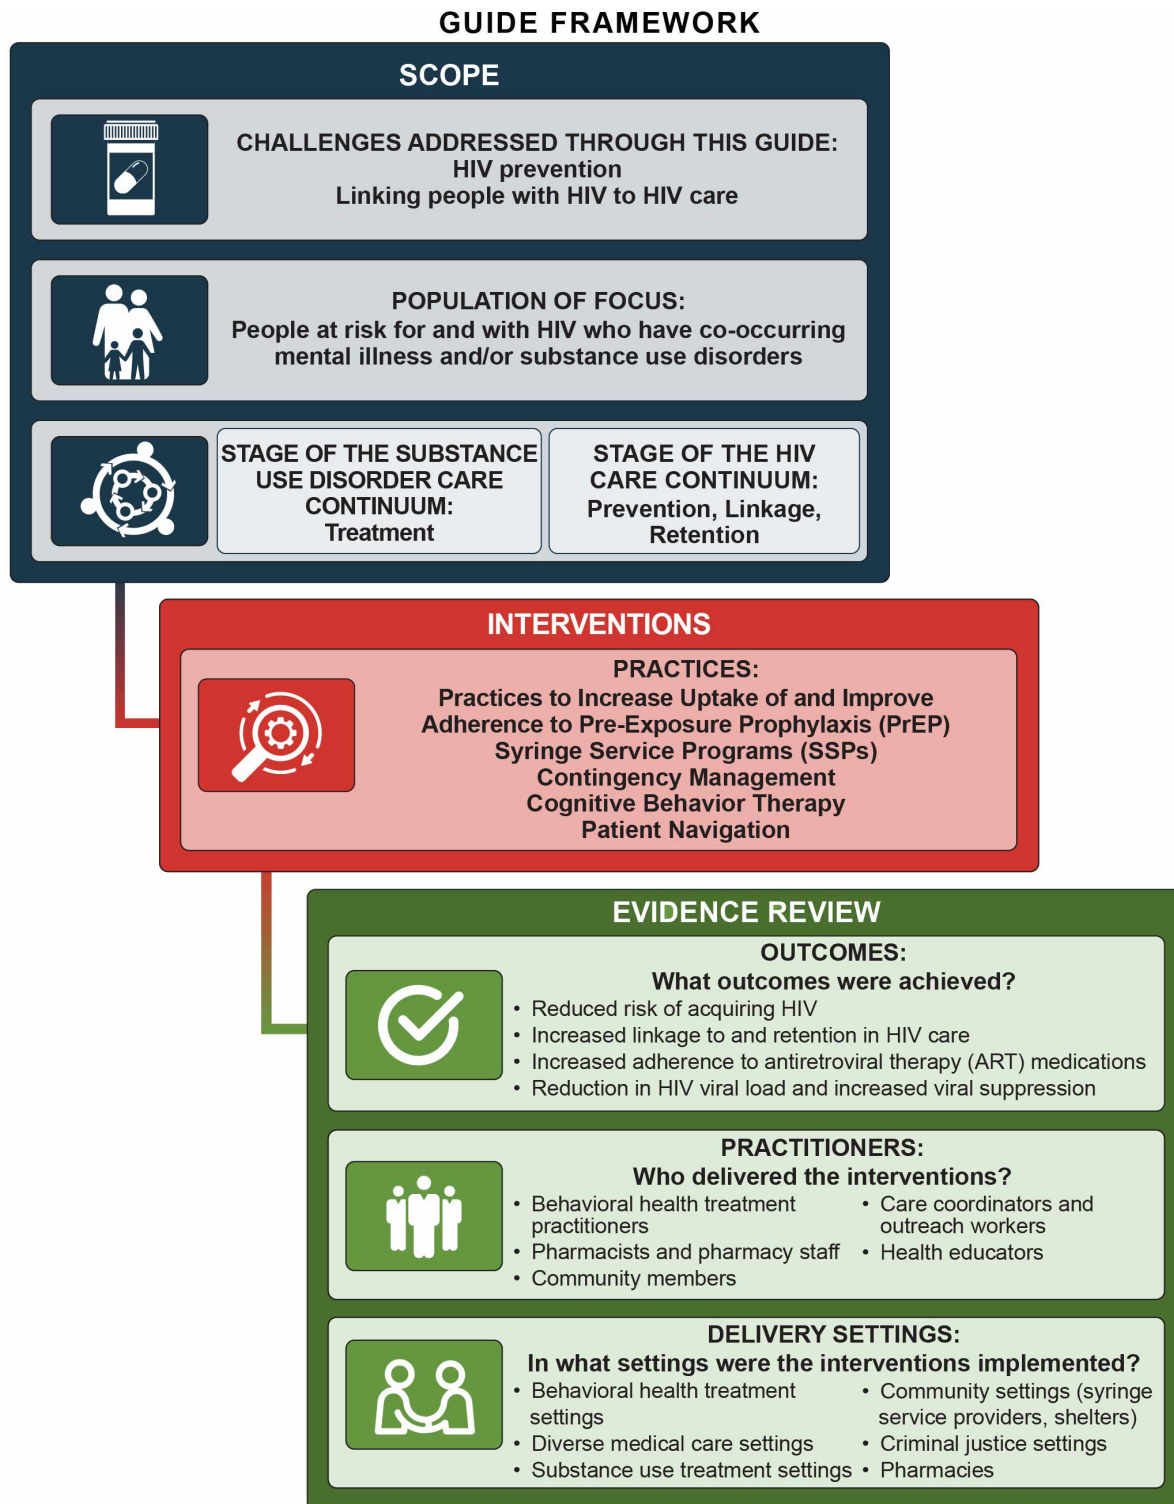 GUIDE FRAMEWORK
SCOPE
CHALLENGES ADDRESSED THROUGH THIS GUIDE:
HIV prevention
Linking people with HIV to HIV care
POPULATION OF FOCUS:
People at risk for and with HIV who have co-occurring
mental illness and/or substance use disorders
STAGE OF THE SUBSTANCE
USE DISORDER CARE
CONTINUUM:
Treatment
STAGE OF THE HIV
CARE CONTINUUM:
Prevention, Linkage,
Retention
INTERVENTIONS
PRACTICES:
Practices to Increase Uptake of and Improve
Adherence to Pre-Exposure Prophylaxis (PrEP)
Syringe Service Programs (SSPs)
Contingency Management
Cognitive Behavior Therapy
Patient Navigation
EVIDENCE REVIEW
OUTCOMES:
What outcomes were achieved?
• Reduced risk of acquiring HIV
• Increased linkage to and retention in HIV care
• Increased adherence to antiretroviral therapy (ART) medications
• Reduction in HIV viral load and increased viral suppression
PRACTITIONERS:
Who delivered the interventions?
• Behavioral health treatment
practitioners
• Pharmacists and pharmacy staff
• Community members
• Care coordinators and
outreach workers
• Health educators
DELIVERY SETTINGS:
In what settings were the interventions implemented?
• Behavioral health treatment
settings
• Diverse medical care settings
• Substance use treatment settings
• Community settings (syringe
service providers, shelters)
• Criminal justice settings
• Pharmacies